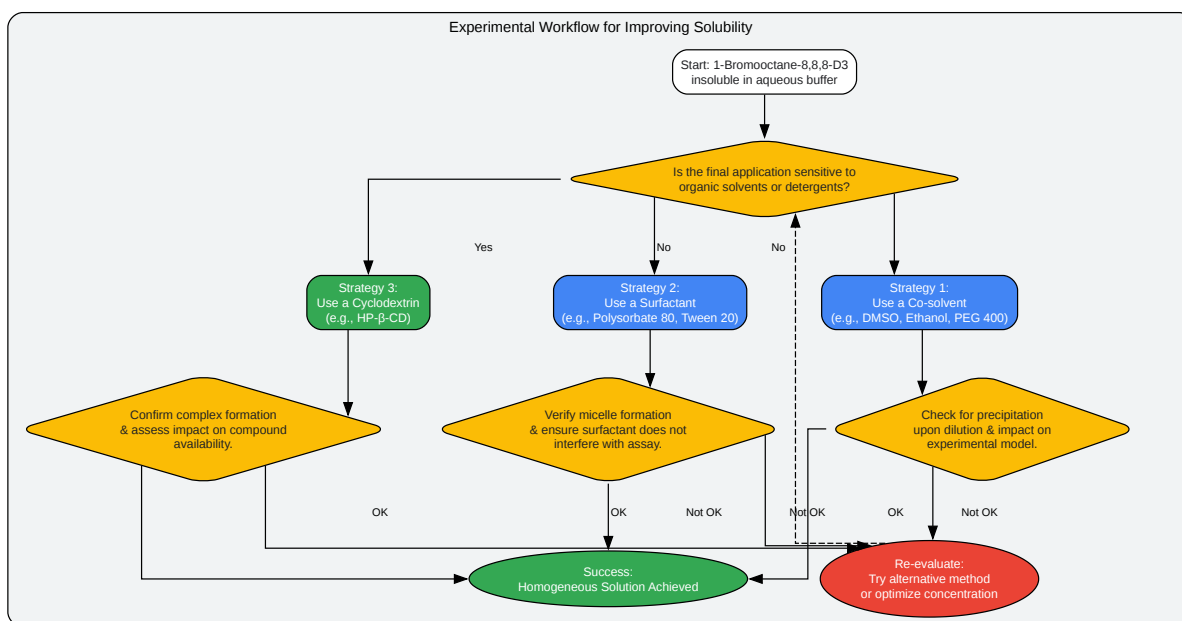 Experimental Workflow for Improving Solubility
Start: 1-Bromooctane-8,8,8-D3
insoluble in aqueous buffer
Is the final application sensitive to
organic solvents or detergents?
Yes
No
No
Strategy 3:
Use a Cyclodextrin
(e.g., HP-β-CD)
Strategy 2:
Use a Surfactant
(e.g., Polysorbate 80, Tween 20)
Strategy 1:
Use a Co-solvent
(e.g., DMSO, Ethanol, PEG 400)
Confirm complex formation
& assess impact on compound
availability.
Verify micelle formation
& ensure surfactant does not
interfere with assay.
Check for precipitation
upon dilution & impact on
experimental model.
OK
OK
Not OK
Not OK
OK
Not OK
Success:
Homogeneous Solution Achieved
Re-evaluate:
Try alternative method
or optimize concentration